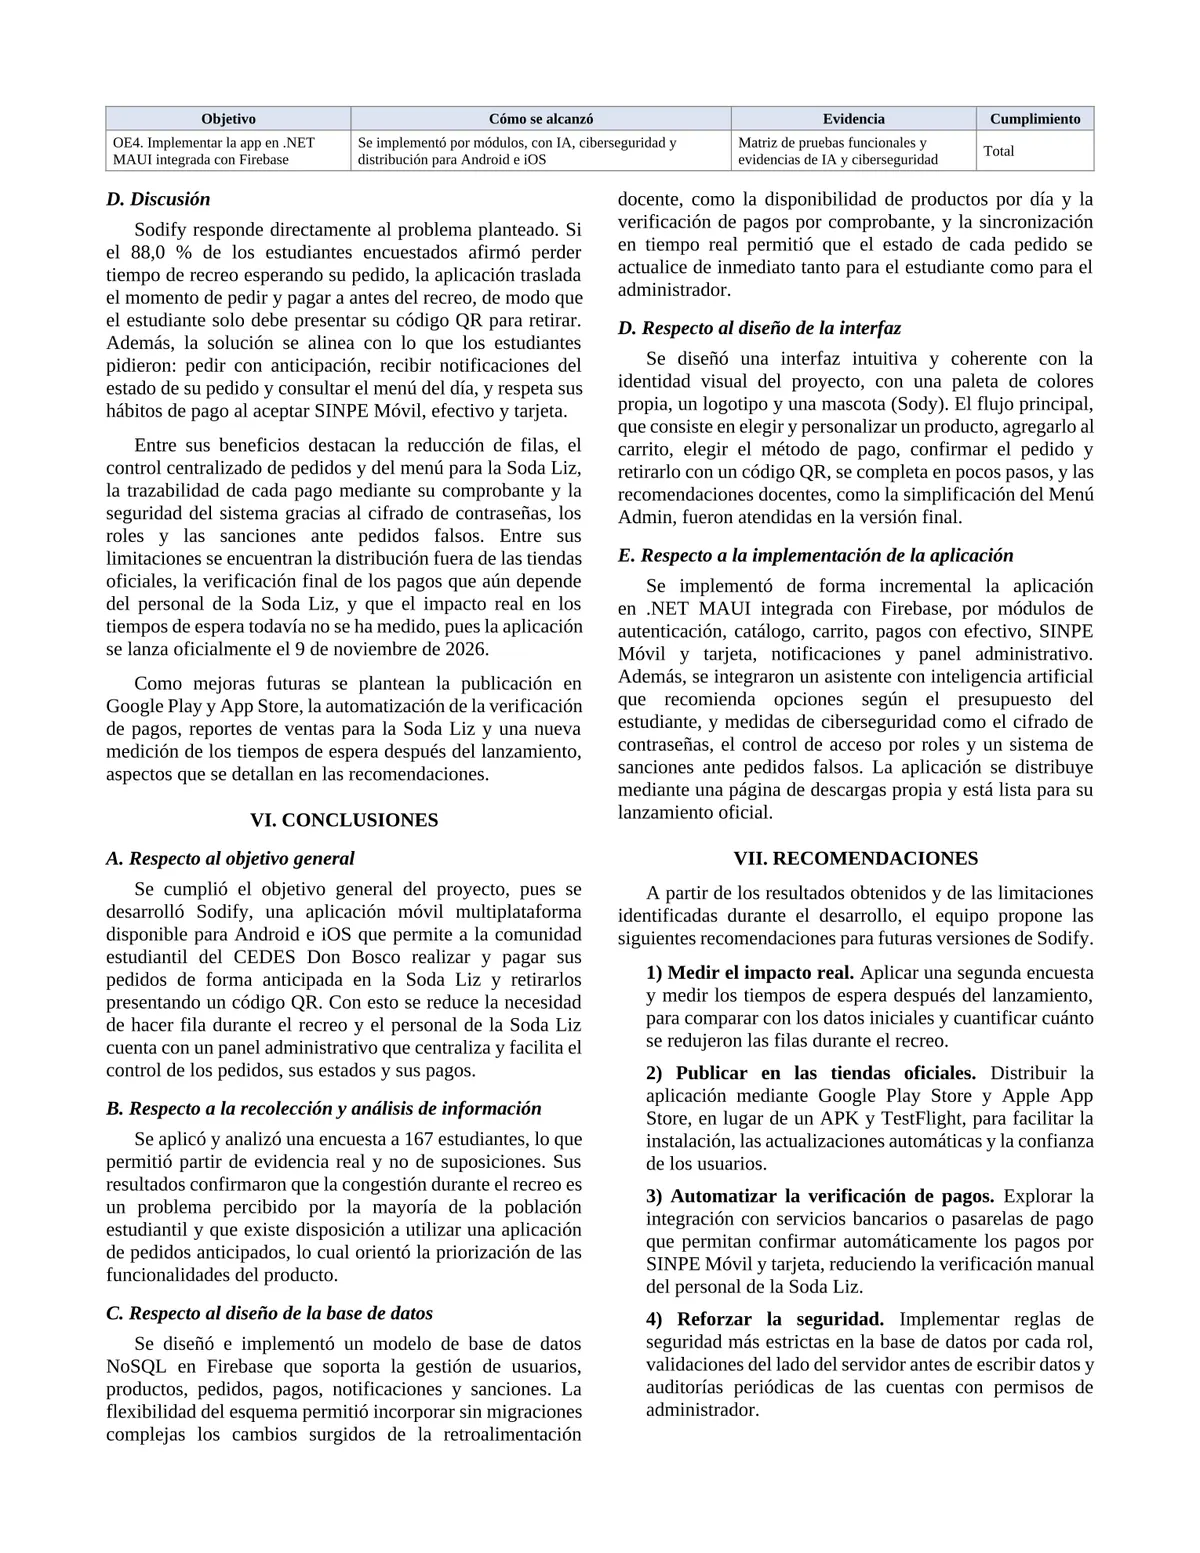 Objetivo
Cómo se alcanzó
Evidencia
Cumplimiento
OE4. Implementar la app en .NET
MAUI integrada con Firebase
Se implementó por módulos, con IA, ciberseguridad y
distribución para Android e iOS
Matriz de pruebas funcionales y
evidencias de IA y ciberseguridad
Total
D. Discusión
Sodify responde directamente al problema planteado. Si
el 88,0 % de los estudiantes encuestados afirmó perder
tiempo de recreo esperando su pedido, la aplicación traslada
el momento de pedir y pagar a antes del recreo, de modo que
el estudiante solo debe presentar su código QR para retirar.
Además, la solución se alinea con lo que los estudiantes
pidieron: pedir con anticipación, recibir notificaciones del
estado de su pedido y consultar el menú del día, y respeta sus
hábitos de pago al aceptar SINPE Móvil, efectivo y tarjeta.
Entre sus beneficios destacan la reducción de filas, el
control centralizado de pedidos y del menú para la Soda Liz,
la trazabilidad de cada pago mediante su comprobante y la
seguridad del sistema gracias al cifrado de contraseñas, los
roles y las sanciones ante pedidos falsos. Entre sus
limitaciones se encuentran la distribución fuera de las tiendas
oficiales, la verificación final de los pagos que aún depende
del personal de la Soda Liz, y que el impacto real en los
tiempos de espera todavía no se ha medido, pues la aplicación
se lanza oficialmente el 9 de noviembre de 2026.
Como mejoras futuras se plantean la publicación en
Google Play y App Store, la automatización de la verificación
de pagos, reportes de ventas para la Soda Liz y una nueva
medición de los tiempos de espera después del lanzamiento,
aspectos que se detallan en las recomendaciones.
VI. CONCLUSIONES
A. Respecto al objetivo general
Se cumplió el objetivo general del proyecto, pues se
desarrolló Sodify, una aplicación móvil multiplataforma
disponible para Android e iOS que permite a la comunidad
estudiantil del CEDES Don Bosco realizar y pagar sus
pedidos de forma anticipada en la Soda Liz y retirarlos
presentando un código QR. Con esto se reduce la necesidad
de hacer fila durante el recreo y el personal de la Soda Liz
cuenta con un panel administrativo que centraliza y facilita el
control de los pedidos, sus estados y sus pagos.
B. Respecto a la recolección y análisis de información
Se aplicó y analizó una encuesta a 167 estudiantes, lo que
permitió partir de evidencia real y no de suposiciones. Sus
resultados confirmaron que la congestión durante el recreo es
un problema percibido por la mayoría de la población
estudiantil y que existe disposición a utilizar una aplicación
de pedidos anticipados, lo cual orientó la priorización de las
funcionalidades del producto.
C. Respecto al diseño de la base de datos
Se diseñó e implementó un modelo de base de datos
NoSQL en Firebase que soporta la gestión de usuarios,
productos, pedidos, pagos, notificaciones y sanciones. La
flexibilidad del esquema permitió incorporar sin migraciones
complejas los cambios surgidos de la retroalimentación
docente, como la disponibilidad de productos por día y la
verificación de pagos por comprobante, y la sincronización
en tiempo real permitió que el estado de cada pedido se
actualice de inmediato tanto para el estudiante como para el
administrador.
D. Respecto al diseño de la interfaz
Se diseñó una interfaz intuitiva y coherente con la
identidad visual del proyecto, con una paleta de colores
propia, un logotipo y una mascota (Sody). El flujo principal,
que consiste en elegir y personalizar un producto, agregarlo al
carrito, elegir el método de pago, confirmar el pedido y
retirarlo con un código QR, se completa en pocos pasos, y las
recomendaciones docentes, como la simplificación del Menú
Admin, fueron atendidas en la versión final.
E. Respecto a la implementación de la aplicación
Se implementó de forma incremental la aplicación
en .NET MAUI integrada con Firebase, por módulos de
autenticación, catálogo, carrito, pagos con efectivo, SINPE
Móvil y tarjeta, notificaciones y panel administrativo.
Además, se integraron un asistente con inteligencia artificial
que recomienda opciones según el presupuesto del
estudiante, y medidas de ciberseguridad como el cifrado de
contraseñas, el control de acceso por roles y un sistema de
sanciones ante pedidos falsos. La aplicación se distribuye
mediante una página de descargas propia y está lista para su
lanzamiento oficial.
VII. RECOMENDACIONES
A partir de los resultados obtenidos y de las limitaciones
identificadas durante el desarrollo, el equipo propone las
siguientes recomendaciones para futuras versiones de Sodify.
1) Medir el impacto real. Aplicar una segunda encuesta
y medir los tiempos de espera después del lanzamiento,
para comparar con los datos iniciales y cuantificar cuánto
se redujeron las filas durante el recreo.
2) Publicar en las tiendas oficiales. Distribuir la
aplicación mediante Google Play Store y Apple App
Store, en lugar de un APK y TestFlight, para facilitar la
instalación, las actualizaciones automáticas y la confianza
de los usuarios.
3) Automatizar la verificación de pagos. Explorar la
integración con servicios bancarios o pasarelas de pago
que permitan confirmar automáticamente los pagos por
SINPE Móvil y tarjeta, reduciendo la verificación manual
del personal de la Soda Liz.
4) Reforzar la seguridad. Implementar reglas de
seguridad más estrictas en la base de datos por cada rol,
validaciones del lado del servidor antes de escribir datos y
auditorías periódicas de las cuentas con permisos de
administrador.